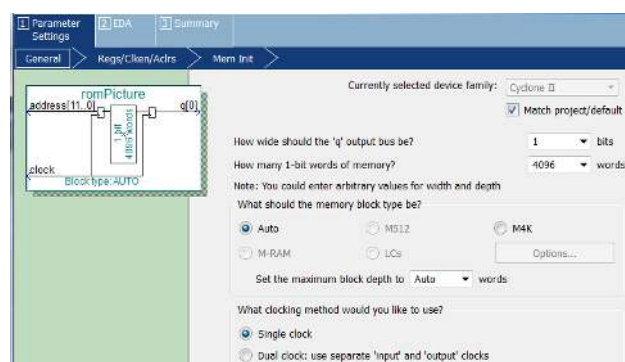 1 Parameter Settings
2 EDA
3 Summary
General
Regs/Clken/Aclrs
Mem Init
romPicture
address[11..0]
q[0]
1 bit
4096 words
clock
Block type: AUTO
Currently selected device family:
Cyclone II
Match project/default
How wide should the 'q' output bus be?
1
bits
How many 1-bit words of memory?
4096
words
Note: You could enter arbitrary values for width and depth
What should the memory block type be?
Auto
M512
M4K
M-RAM
LCs
Options...
Set the maximum block depth to
Auto
words
What clocking method would you like to use?
Single clock
Dual clock: use separate 'input' and 'output' clocks